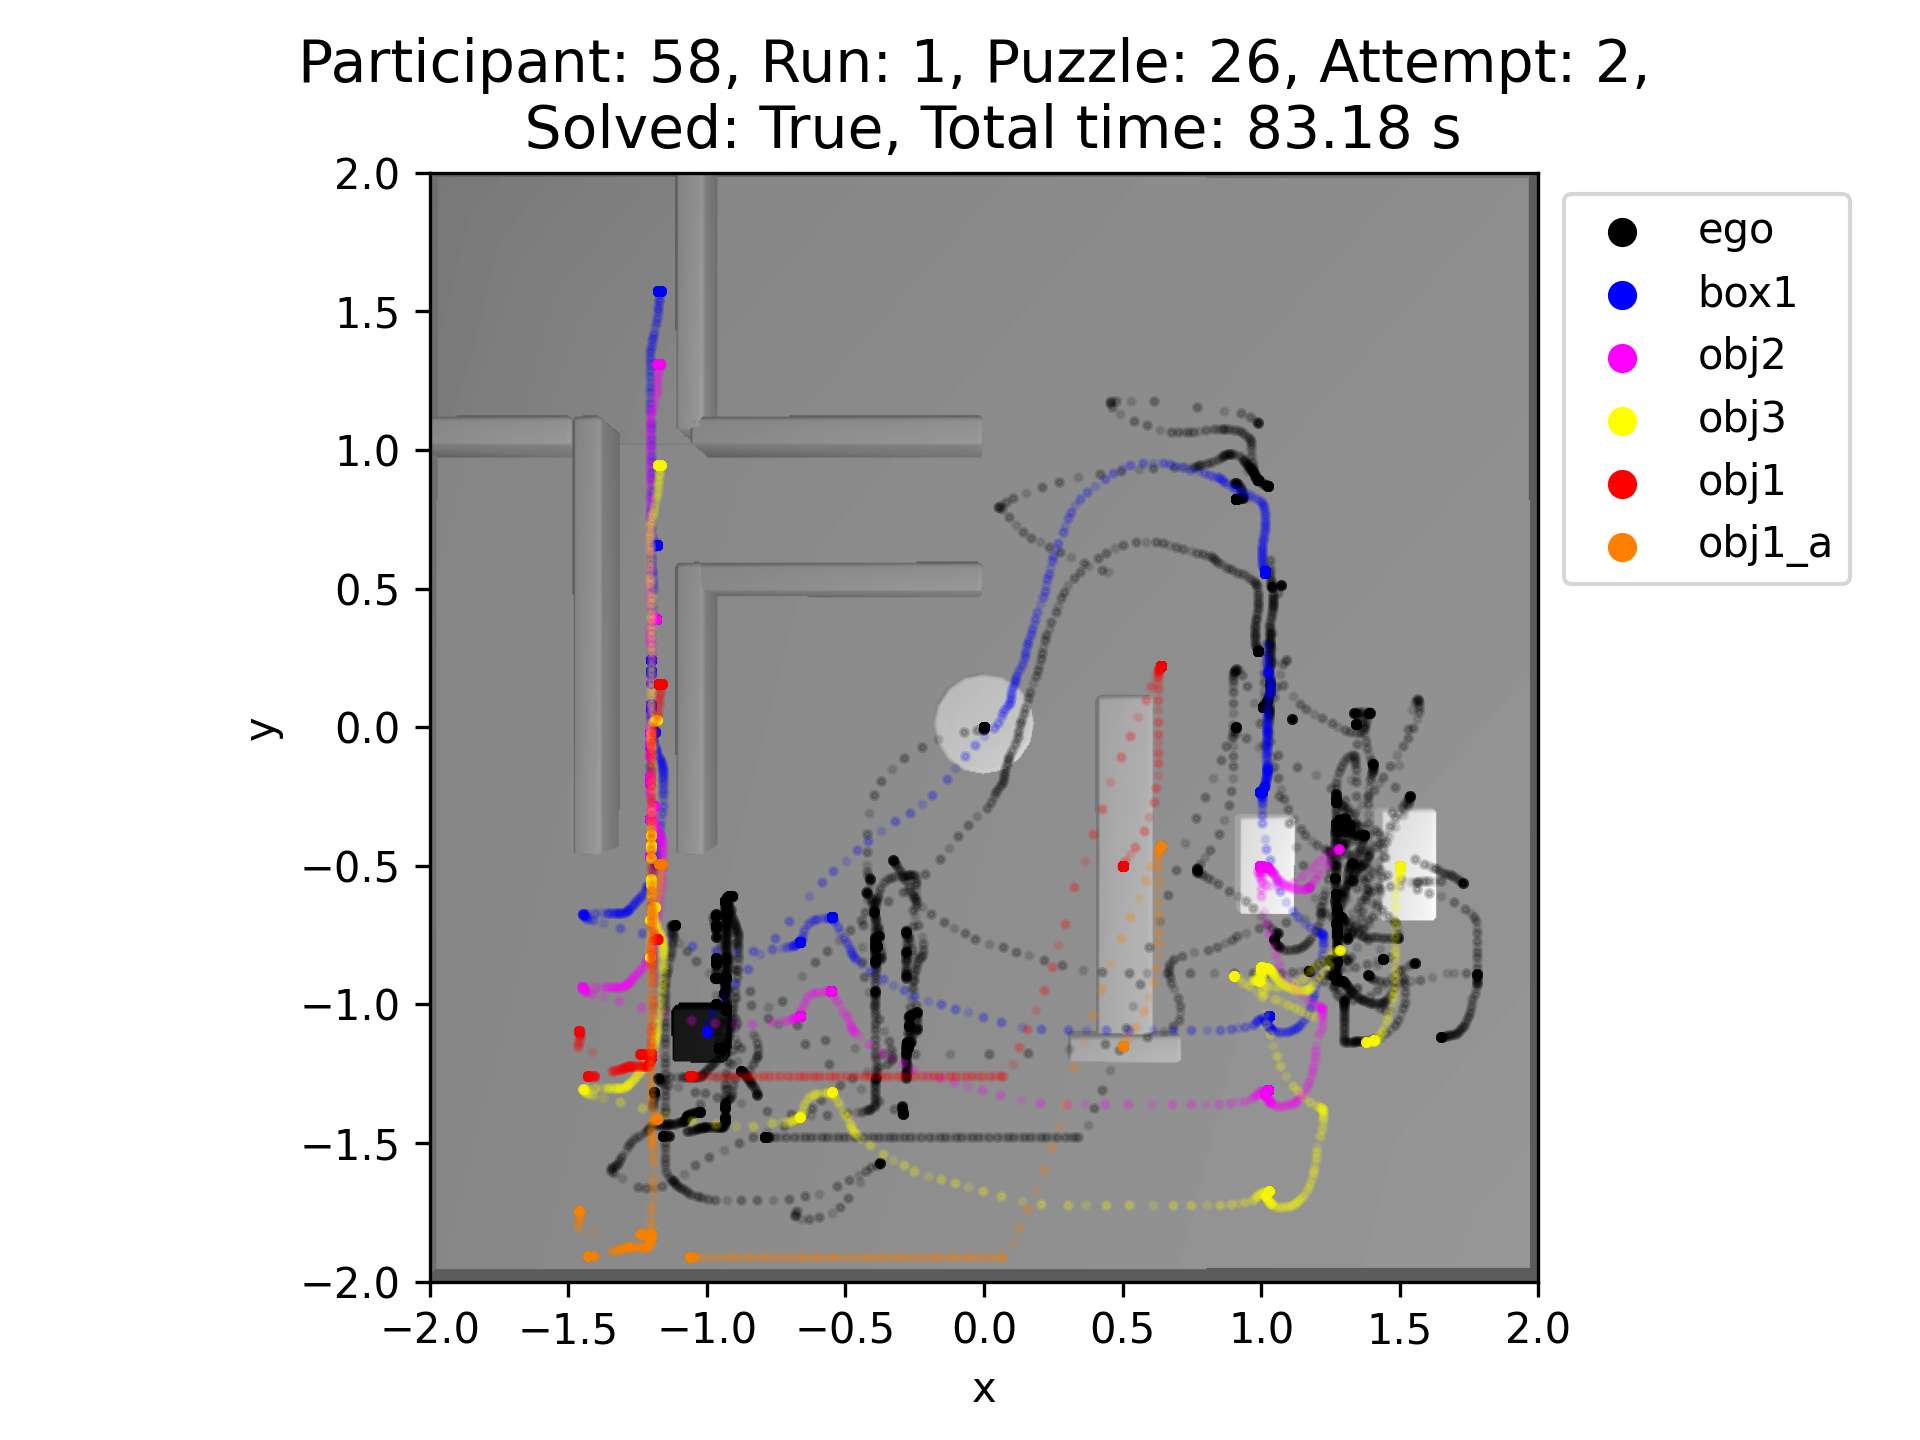 Participant: 58, Run: 1, Puzzle: 26, Attempt: 2,
Solved: True, Total time: 83.18 s
2.0
1.5
1.0
0.5
0.0
−0.5
−1.0
−1.5
−2.0
y
−2.0 −1.5 −1.0 −0.5 0.0 0.5 1.0 1.5 2.0
x
ego
box1
obj2
obj3
obj1
obj1_a